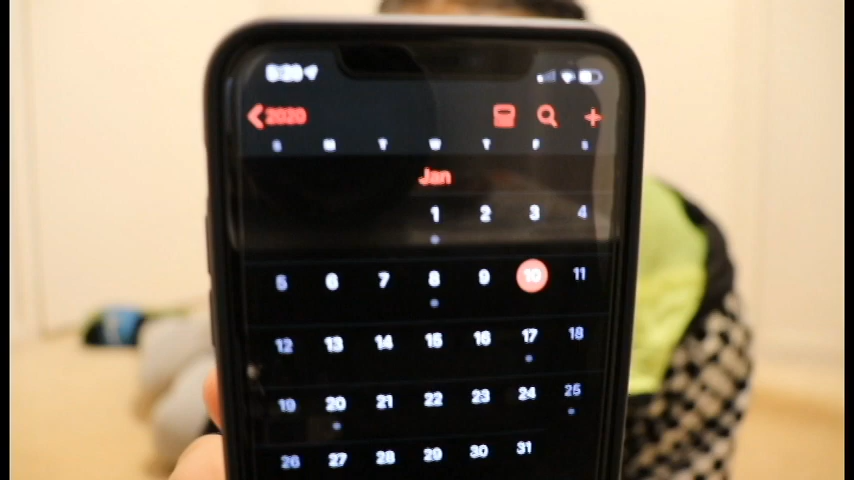 2020
S M T W T F S
Jan
1 2 3 4
5 6 7 8 9 10 11
12 13 14 15 16 17 18
19 20 21 22 23 24 25
26 27 28 29 30 31